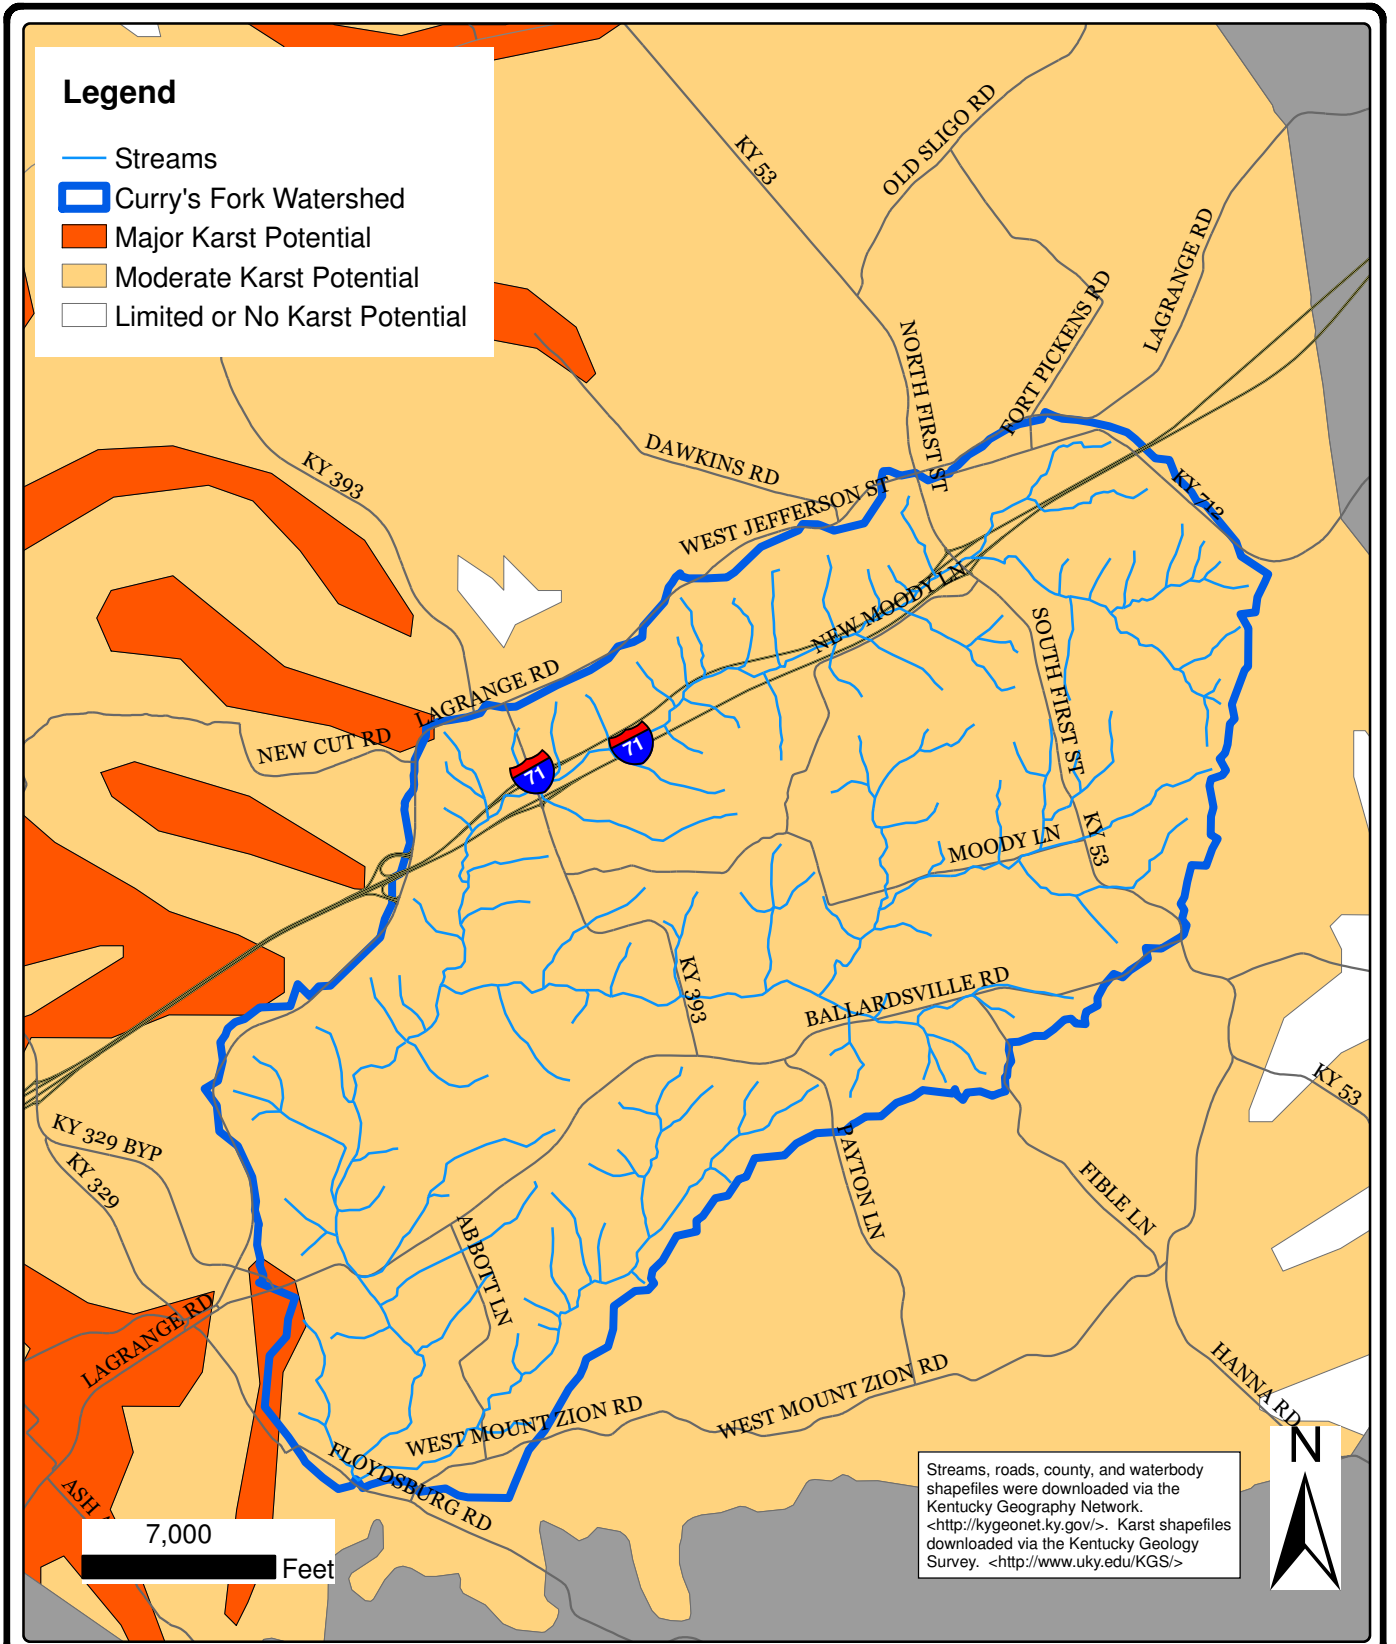 Legend
Streams
Curry's Fork Watershed
Major Karst Potential
Moderate Karst Potential
Limited or No Karst Potential
KY 53
OLD SLIGO RD
LAGRANGE RD
FORT PICKENS RD
NORTH FIRST ST
DAWKINS RD
KY 393
WEST JEFFERSON ST
KY 712
NEW MOODY LN
SOUTH FIRST ST
LAGRANGE RD
NEW CUT RD
71
71
KY 53
MOODY LN
KY 393
BALLARDSVILLE RD
KY 53
KY 329 BYP
KY 329
PAYTON LN
FIBLE LN
ABBOTT LN
LAGRANGE RD
HANNA RD
WEST MOUNT ZION RD
WEST MOUNT ZION RD
FLOYDSBURG RD
ASH
N
7,000
Feet
Streams, roads, county, and waterbody
shapefiles were downloaded via the
Kentucky Geography Network.
<http://kygeonet.ky.gov/>.  Karst shapefiles
downloaded via the Kentucky Geology
Survey.  <http://www.uky.edu/KGS/>